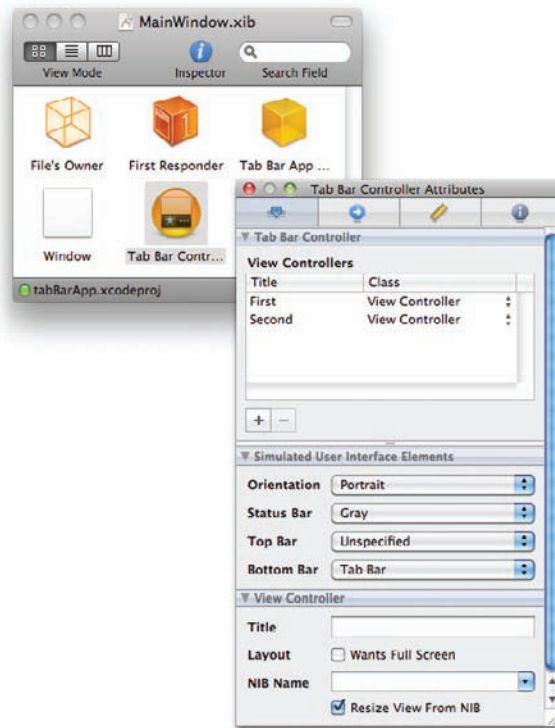 MainWindow.xib
View Mode
Inspector
Search Field
File's Owner
First Responder
Tab Bar App ...
Window
Tab Bar Contr...
tabBarApp.xcodeproj
Tab Bar Controller Attributes
Tab Bar Controller
View Controllers
Title Class
First View Controller
Second View Controller
Simulated User Interface Elements
Orientation Portrait
Status Bar Gray
Top Bar Unspecified
Bottom Bar Tab Bar
View Controller
Title
Layout Wants Full Screen
NIB Name
Resize View From NIB